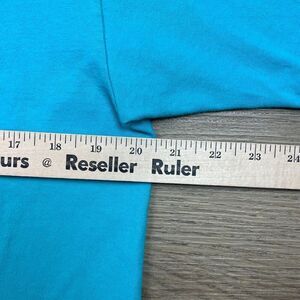 17 18 19 20 21 22 23 24
urs @ Reseller Ruler